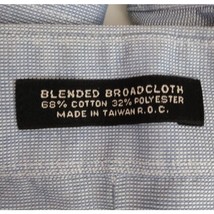 BLENDED BROADCLOTH
68% COTTON 32% POLYESTER
MADE IN TAIWAN R.O.C.